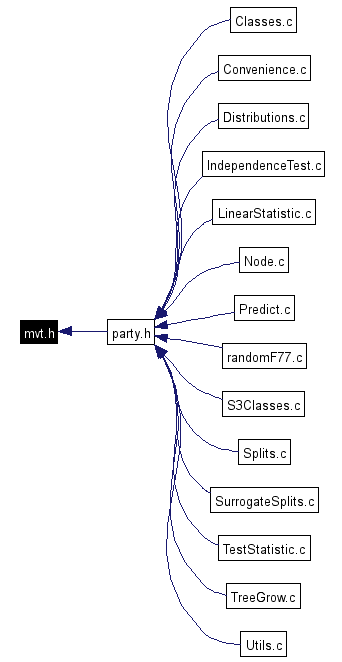 Classes.c
Convenience.c
Distributions.c
IndependenceTest.c
LinearStatistic.c
Node.c
Predict.c
mvt.h
party.h
randomF77.c
S3Classes.c
Splits.c
SurrogateSplits.c
TestStatistic.c
TreeGrow.c
Utils.c